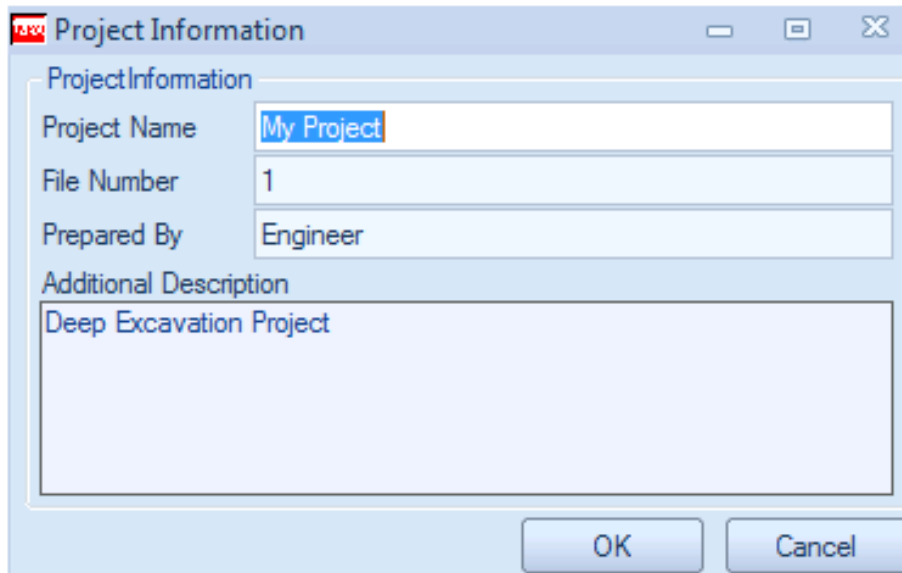 Project Information
ProjectInformation
Project Name My Project
File Number 1
Prepared By Engineer
Additional Description
Deep Excavation Project
OK Cancel